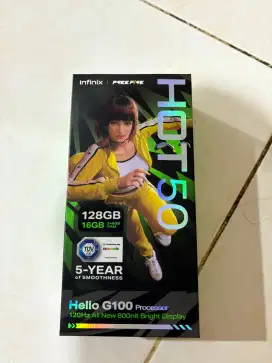 Infinix | FREE FIRE
HOT 50
128GB
16GB
TÜV
5-YEAR
OF SMOOTHNESS
Helio G100 Processor
120Hz All New 800nit Bright Display